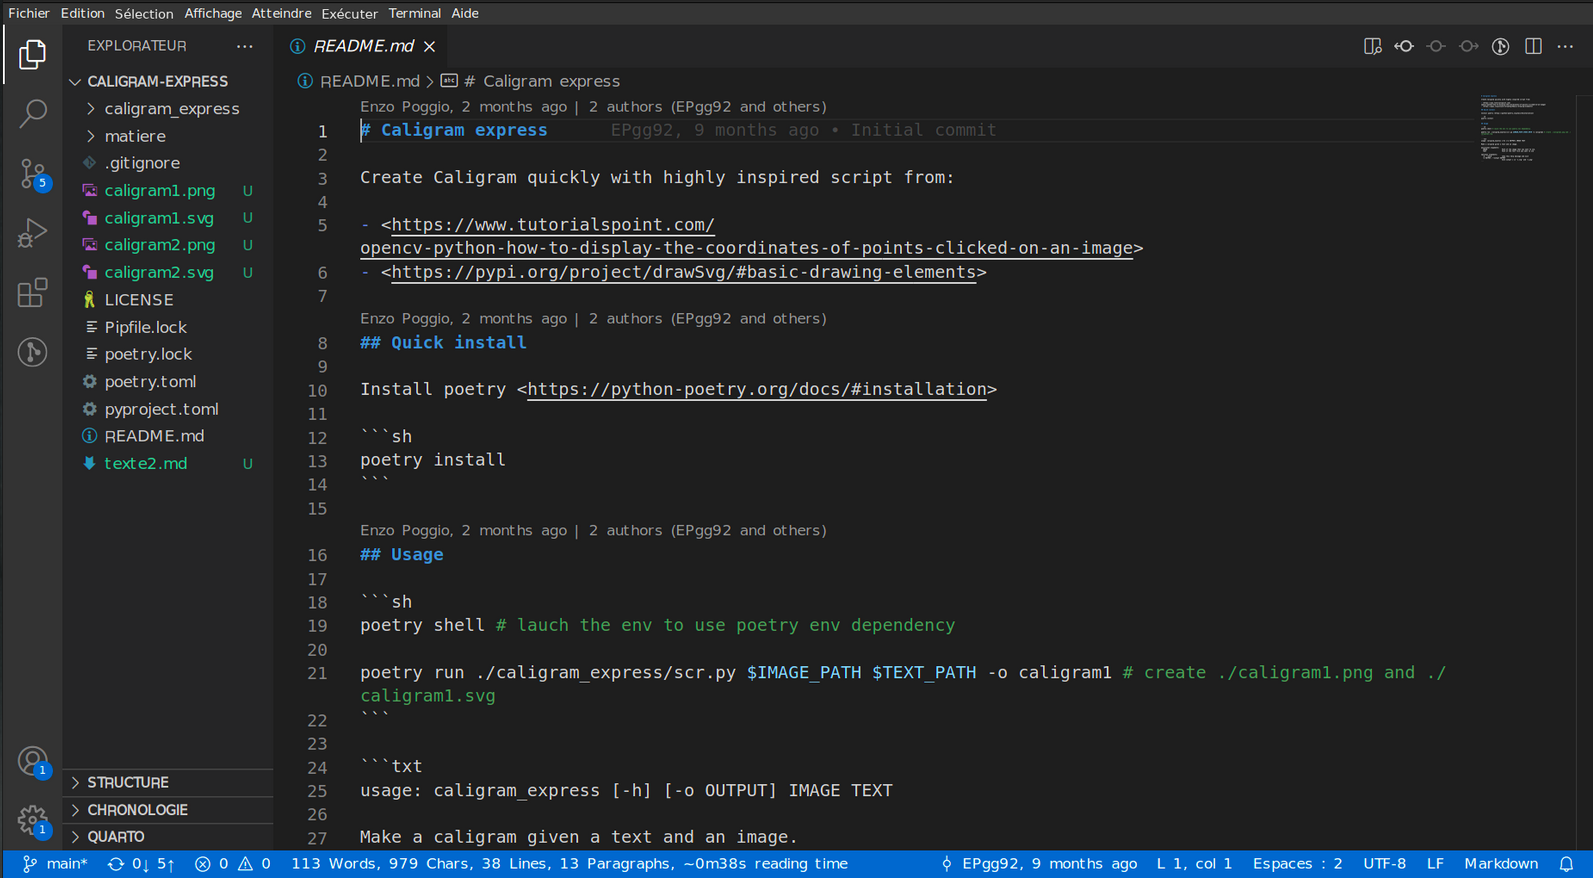 Fichier Edition Sélection Affichage Atteindre Exécuter Terminal Aide
EXPLORATEUR
README.md
README.md > # Caligram express
CALIGRAM-EXPRESS
caligram_express
matiere
.gitignore
caligram1.png U
caligram1.svg U
caligram2.png U
caligram2.svg U
LICENSE
Pipfile.lock
poetry.lock
poetry.toml
pyproject.toml
README.md
texte2.md U
STRUCTURE
CHRONOLOGIE
QUARTO
5
1
1
Enzo Poggio, 2 months ago | 2 authors (EPgg92 and others)
1 # Caligram express EPgg92, 9 months ago • Initial commit
2
3 Create Caligram quickly with highly inspired script from:
4
5 - <https://www.tutorialspoint.com/
opencv-python-how-to-display-the-coordinates-of-points-clicked-on-an-image>
6 - <https://pypi.org/project/drawSvg/#basic-drawing-elements>
7
Enzo Poggio, 2 months ago | 2 authors (EPgg92 and others)
8 ## Quick install
9
10 Install poetry <https://python-poetry.org/docs/#installation>
11
12 ```sh
13 poetry install
14 ```
15
Enzo Poggio, 2 months ago | 2 authors (EPgg92 and others)
16 ## Usage
17
18 ```sh
19 poetry shell # lauch the env to use poetry env dependency
20
21 poetry run ./caligram_express/scr.py $IMAGE_PATH $TEXT_PATH -o caligram1 # create ./caligram1.png and ./
caligram1.svg
22 ```
23
24 ```txt
25 usage: caligram_express [-h] [-o OUTPUT] IMAGE TEXT
26
27 Make a caligram given a text and an image.
main* 0↓ 5↑ 0 0 113 Words, 979 Chars, 38 Lines, 13 Paragraphs, ~0m38s reading time EPgg92, 9 months ago L 1, col 1 Espaces : 2 UTF-8 LF Markdown